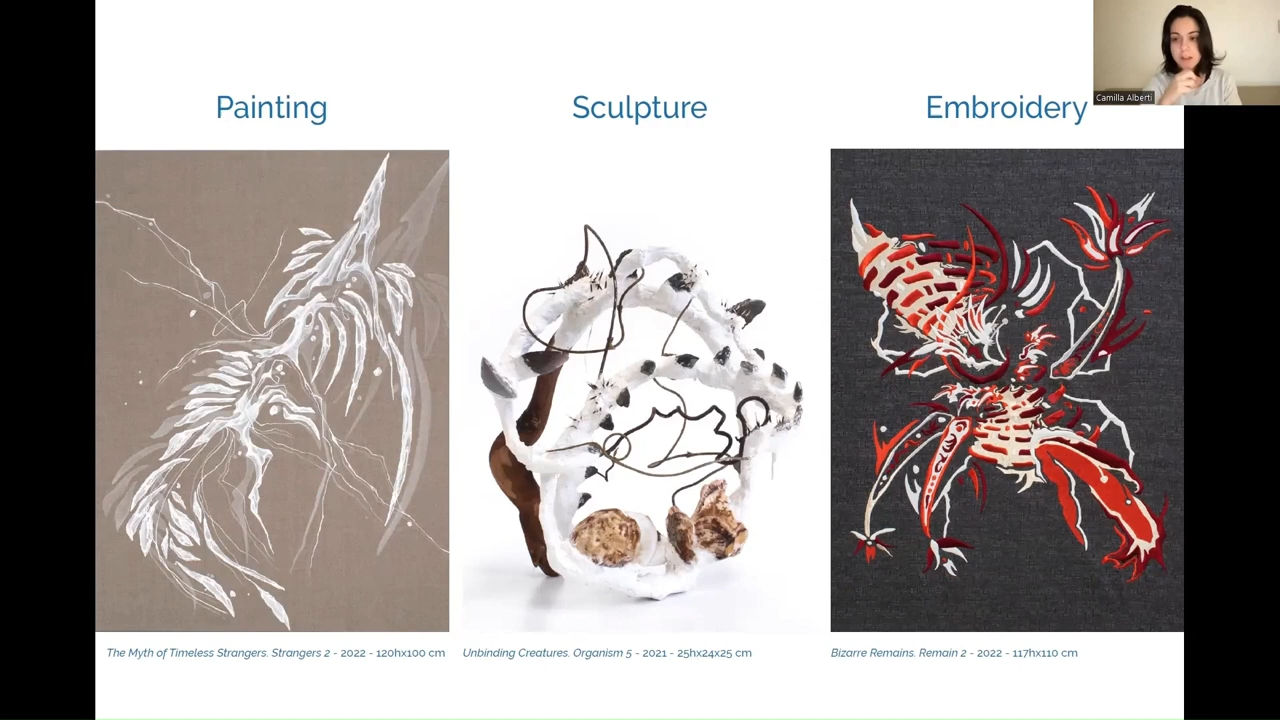 Painting
Sculpture
Embroidery
Camilla Alberti
The Myth of Timeless Strangers. Strangers 2 - 2022 - 120hx100 cm
Unbinding Creatures. Organism 5 - 2021 - 25hx24x25 cm
Bizarre Remains. Remain 2 - 2022 - 117hx110 cm